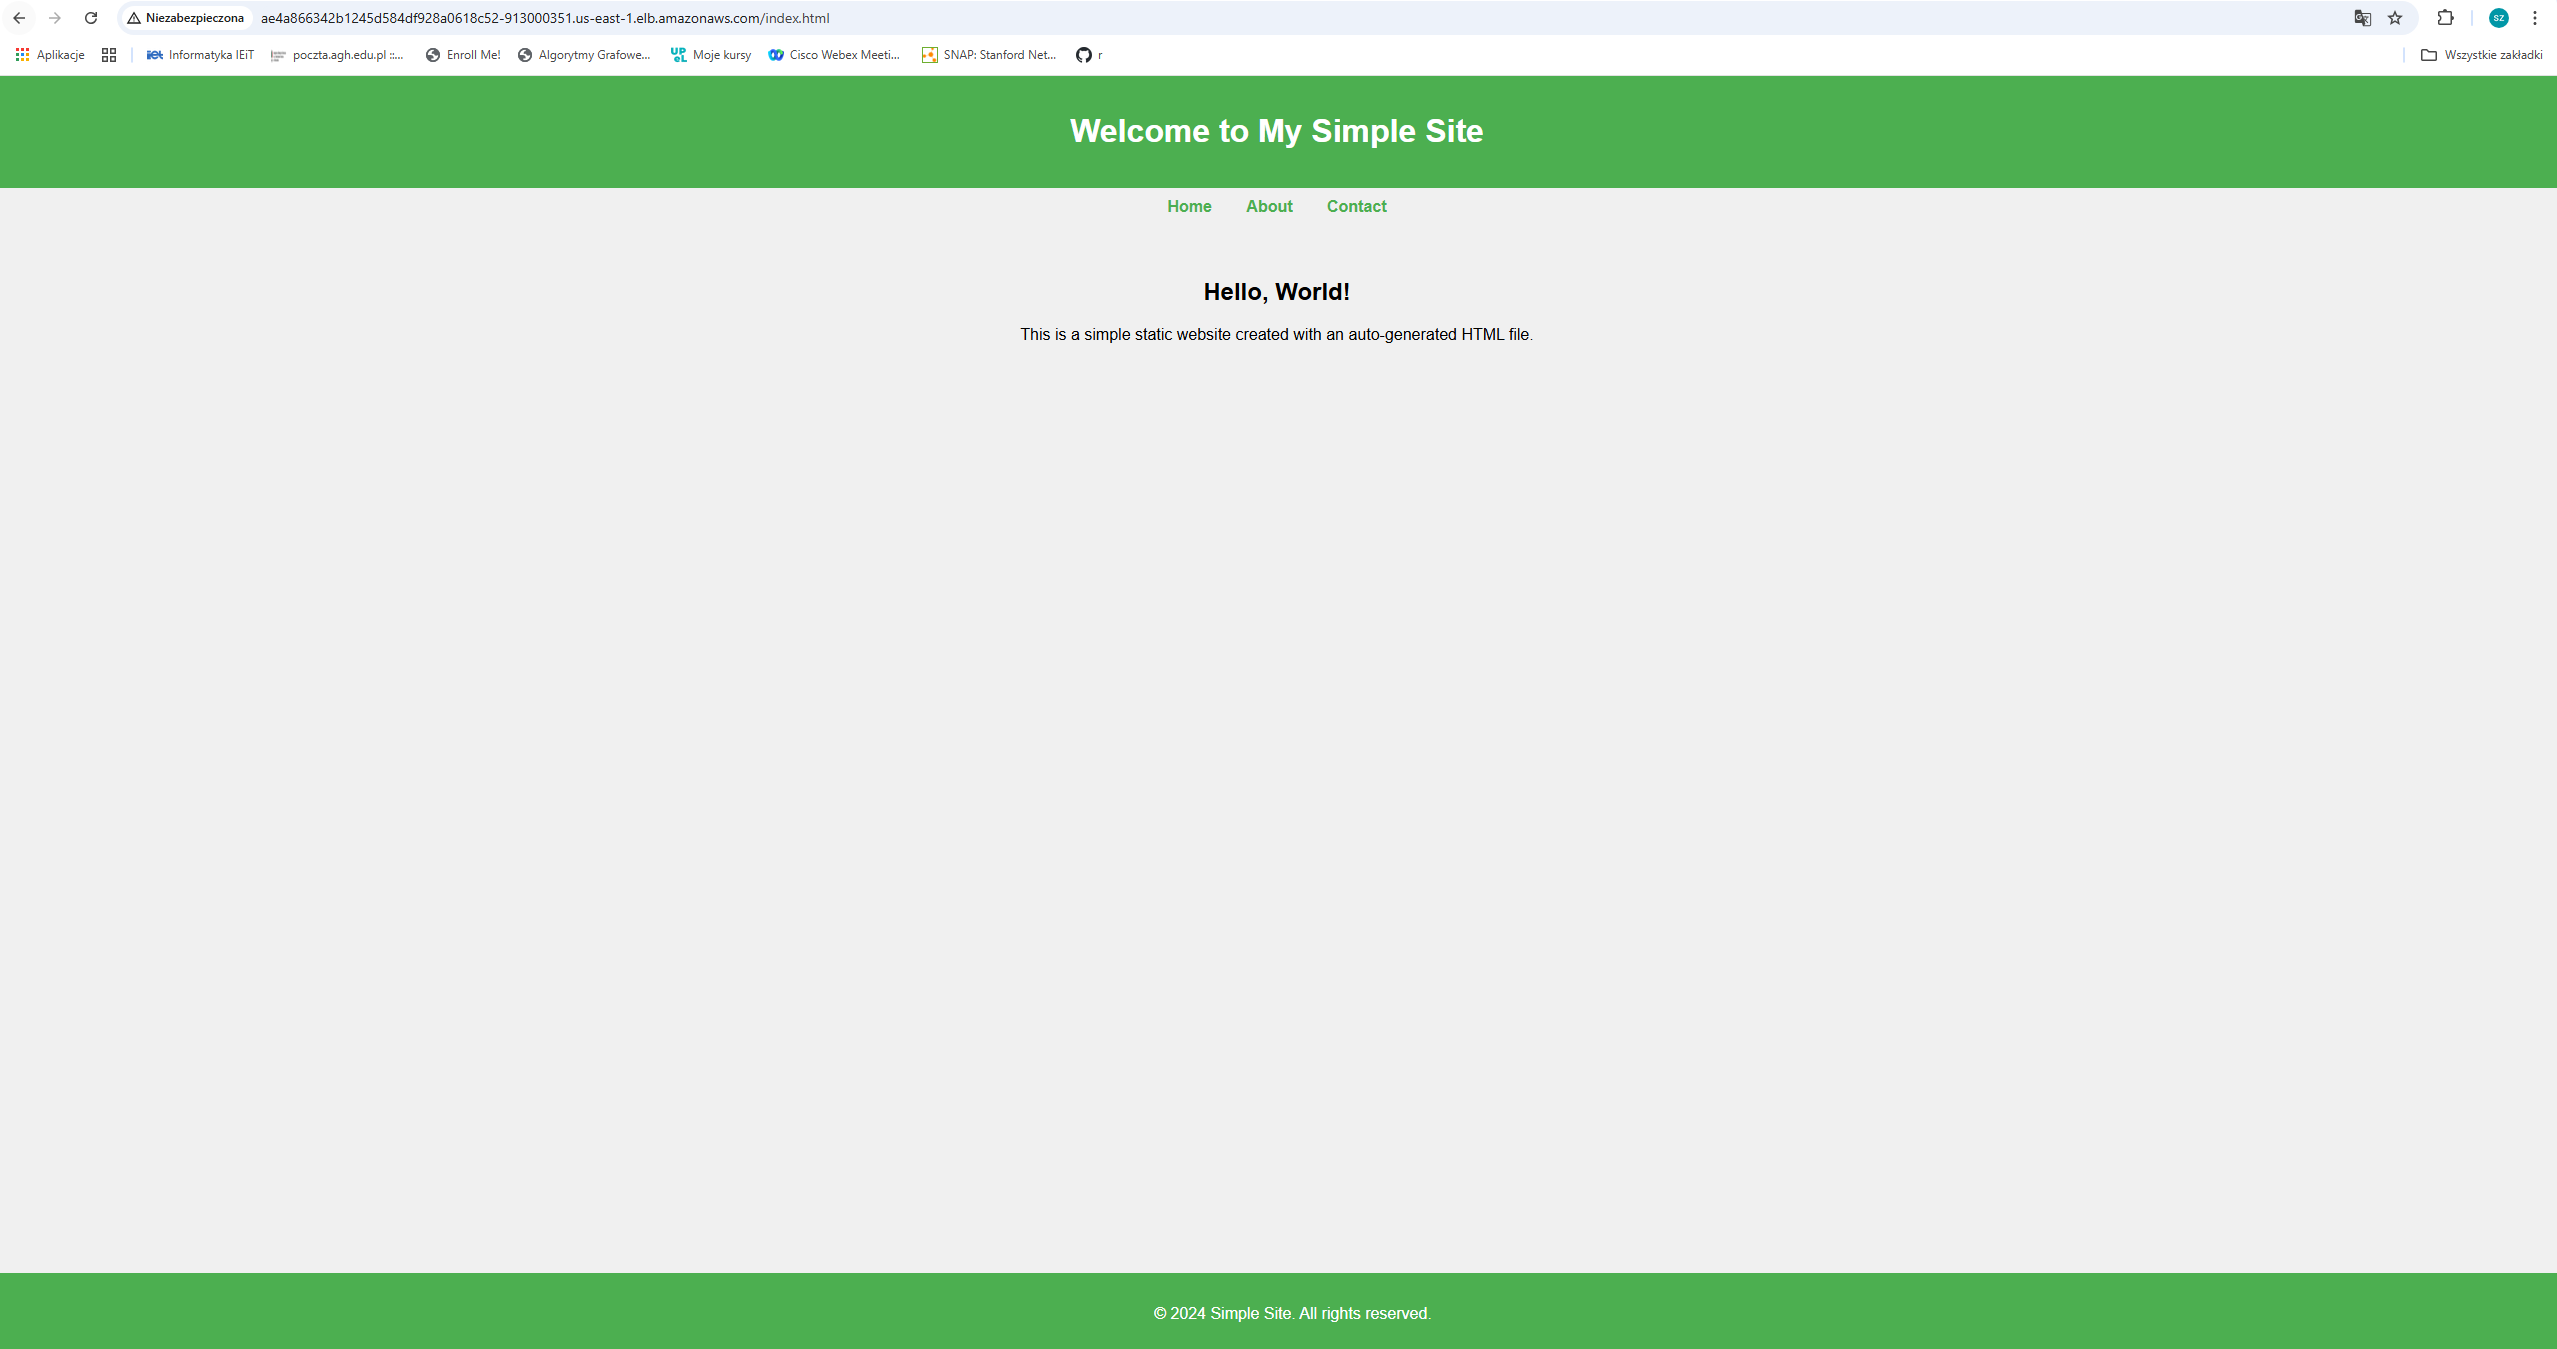 Niezabezpieczona ae4a866342b1245d584df928a0618c52-913000351.us-east-1.elb.amazonaws.com/index.html SZ
Aplikacje Informatyka IEiT poczta.agh.edu.pl ::... Enroll Me! Algorytmy Grafowe... UPeL Moje kursy Cisco Webex Meeti... SNAP: Stanford Net... r Wszystkie zakładki
Welcome to My Simple Site
Home About Contact
Hello, World!
This is a simple static website created with an auto-generated HTML file.
© 2024 Simple Site. All rights reserved.